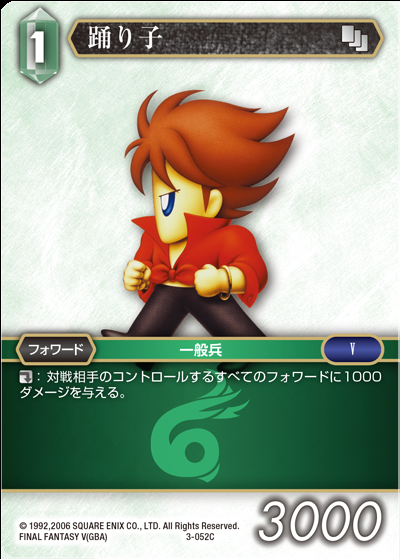 1
踊り子
フォワード
一般兵
V
：対戦相手のコントロールするすべてのフォワードに1000
ダメージを与える。
© 1992,2006 SQUARE ENIX CO., LTD. All Rights Reserved.
FINAL FANTASY V(GBA)
3-052C
3000